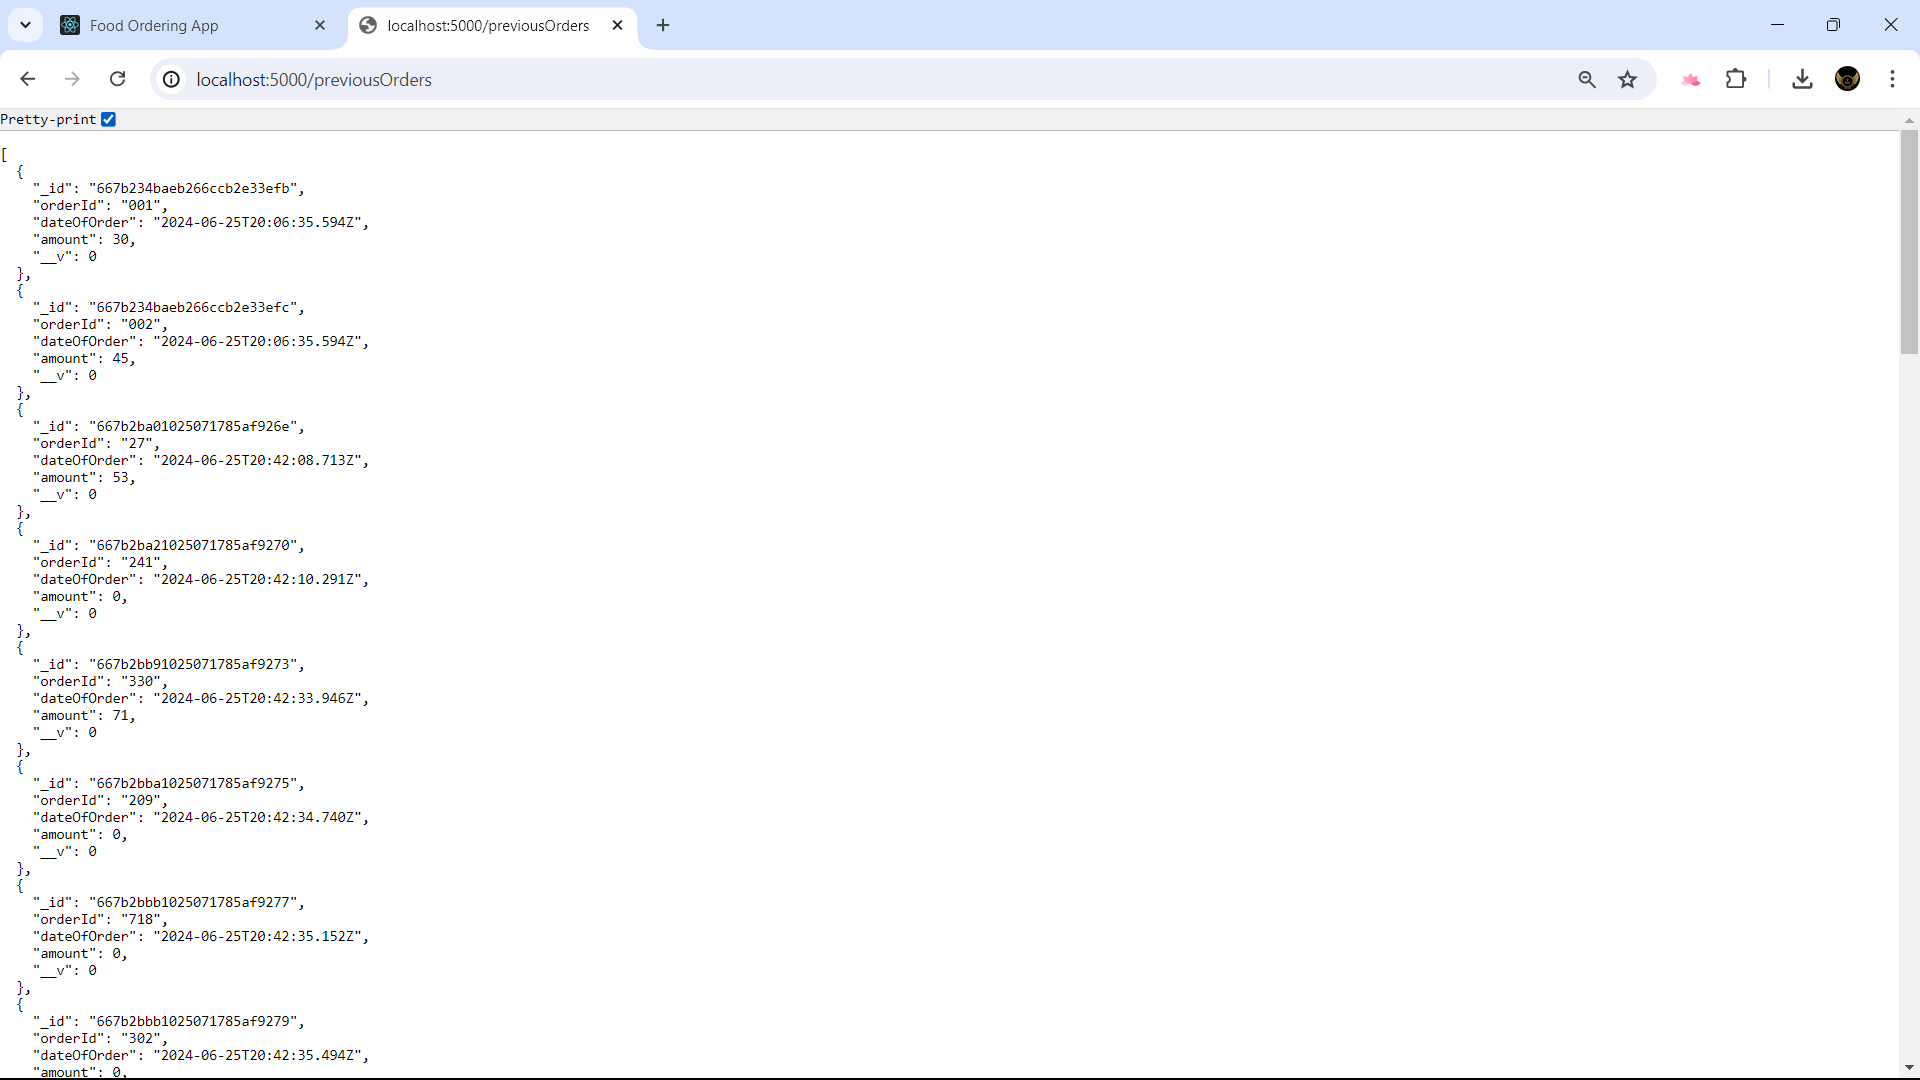 Food Ordering App
localhost:5000/previousOrders
localhost:5000/previousOrders
Pretty-print
[
  {
    "_id": "667b234baeb266ccb2e33efb",
    "orderId": "001",
    "dateOfOrder": "2024-06-25T20:06:35.594Z",
    "amount": 30,
    "__v": 0
  },
  {
    "_id": "667b234baeb266ccb2e33efc",
    "orderId": "002",
    "dateOfOrder": "2024-06-25T20:06:35.594Z",
    "amount": 45,
    "__v": 0
  },
  {
    "_id": "667b2ba01025071785af926e",
    "orderId": "27",
    "dateOfOrder": "2024-06-25T20:42:08.713Z",
    "amount": 53,
    "__v": 0
  },
  {
    "_id": "667b2ba21025071785af9270",
    "orderId": "241",
    "dateOfOrder": "2024-06-25T20:42:10.291Z",
    "amount": 0,
    "__v": 0
  },
  {
    "_id": "667b2bb91025071785af9273",
    "orderId": "330",
    "dateOfOrder": "2024-06-25T20:42:33.946Z",
    "amount": 71,
    "__v": 0
  },
  {
    "_id": "667b2bba1025071785af9275",
    "orderId": "209",
    "dateOfOrder": "2024-06-25T20:42:34.740Z",
    "amount": 0,
    "__v": 0
  },
  {
    "_id": "667b2bbb1025071785af9277",
    "orderId": "718",
    "dateOfOrder": "2024-06-25T20:42:35.152Z",
    "amount": 0,
    "__v": 0
  },
  {
    "_id": "667b2bbb1025071785af9279",
    "orderId": "302",
    "dateOfOrder": "2024-06-25T20:42:35.494Z",
    "amount": 0,